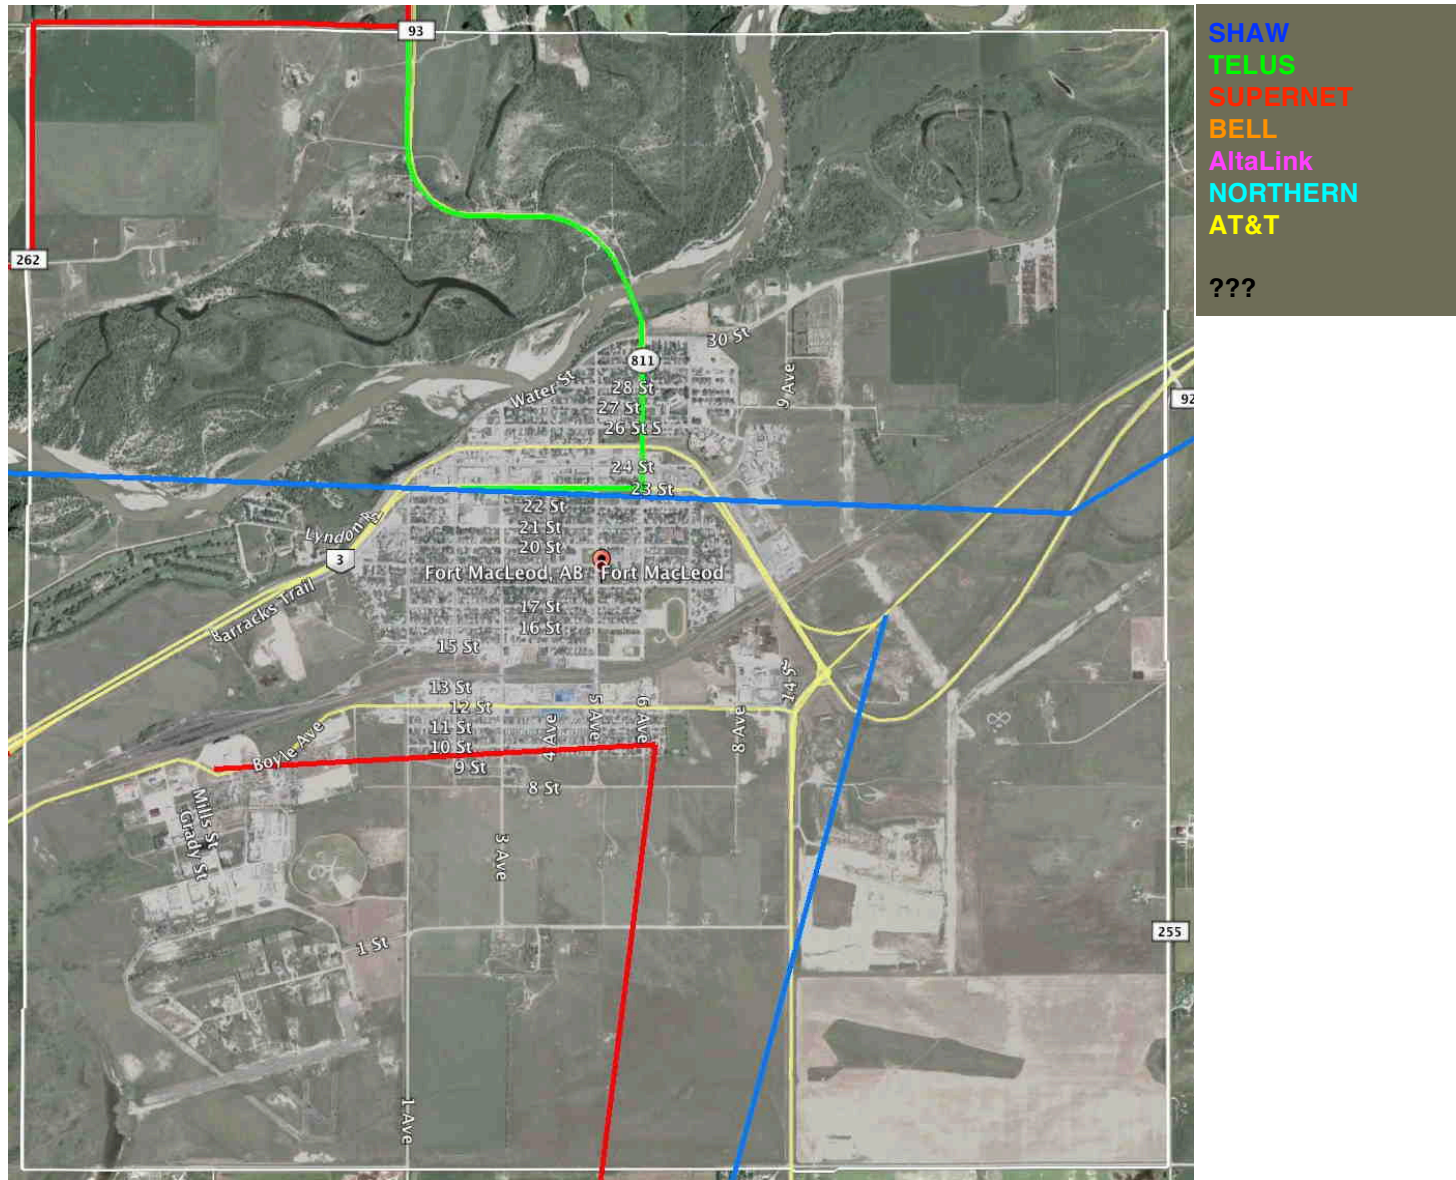 SHAW
TELUS
SUPERNET
BELL
AltaLink
NORTHERN
AT&T
???
93
262
30 St
811
28 St
9 Ave
Water St
92
27 St
26 St S
24 St
23 St
22 St
21 St
Lyndon Rd
20 St
3
Fort MacLeod, AB
Fort MacLeod
Barracks Trail
17 St
16 St
15 St
14 St
13 St
12 St
5 Ave
6 Ave
11 St
4 Ave
8 Ave
10 St
Boyle Ave
9 St
8 St
Mills St
Grady St
3 Ave
255
1 St
1 Ave